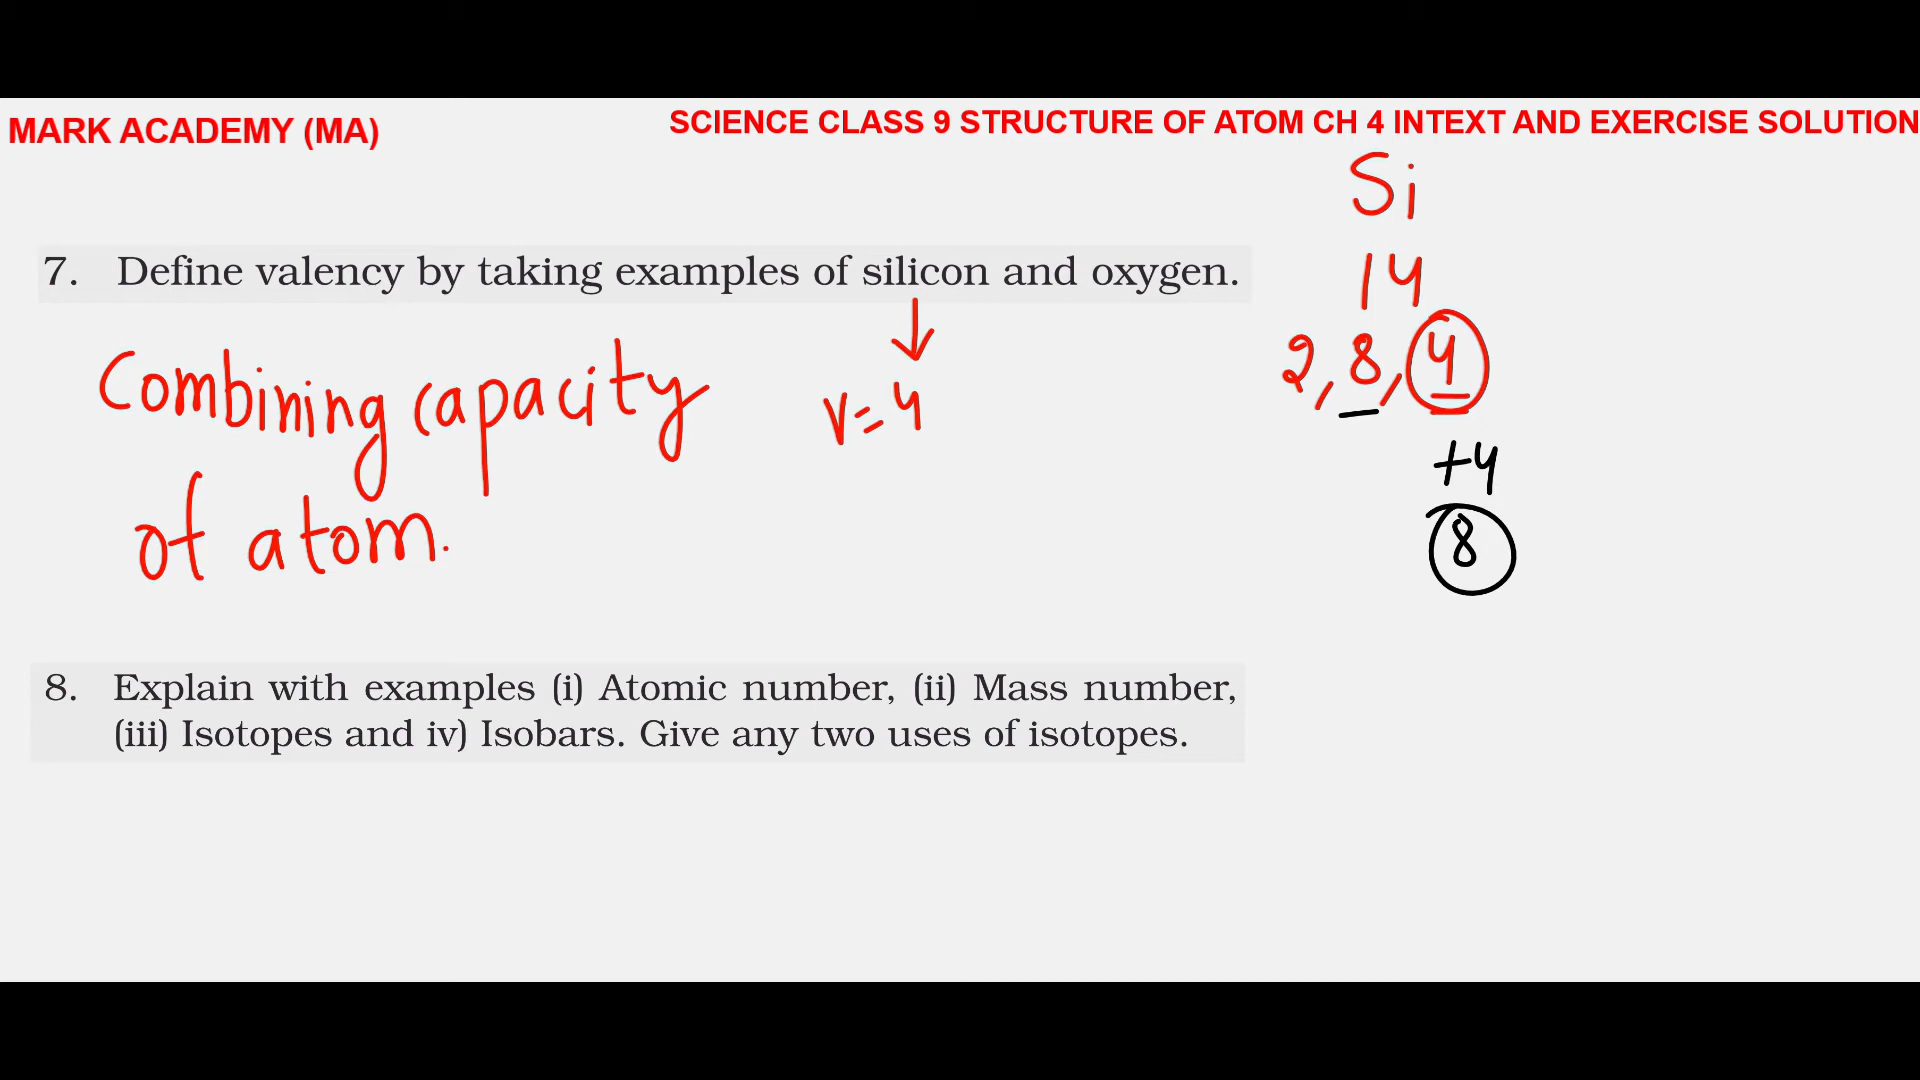 MARK ACADEMY (MA)
SCIENCE CLASS 9 STRUCTURE OF ATOM CH 4 INTEXT AND EXERCISE SOLUTION
7. Define valency by taking examples of silicon and oxygen.
Combining capacity
of atom.
V=4
Si
14
2, 8, 4
+4
8
8. Explain with examples (i) Atomic number, (ii) Mass number,
(iii) Isotopes and iv) Isobars. Give any two uses of isotopes.